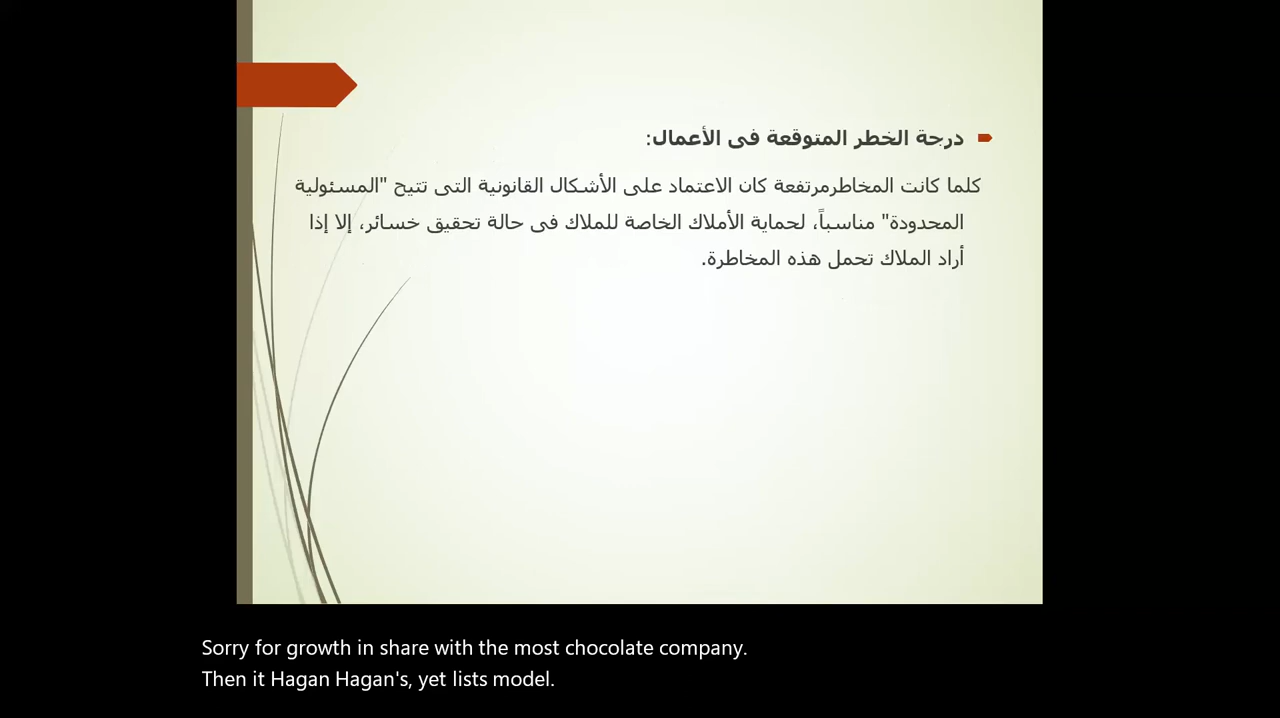 درجة الخطر المتوقعة فى الأعمال:
كلما كانت المخاطرمرتفعة كان الاعتماد على الأشكال القانونية التى تتيح "المسئولية
المحدودة" مناسباً، لحماية الأملاك الخاصة للملاك فى حالة تحقيق خسائر، إلا إذا
أراد الملاك تحمل هذه المخاطرة.
Sorry for growth in share with the most chocolate company.
Then it Hagan Hagan's, yet lists model.